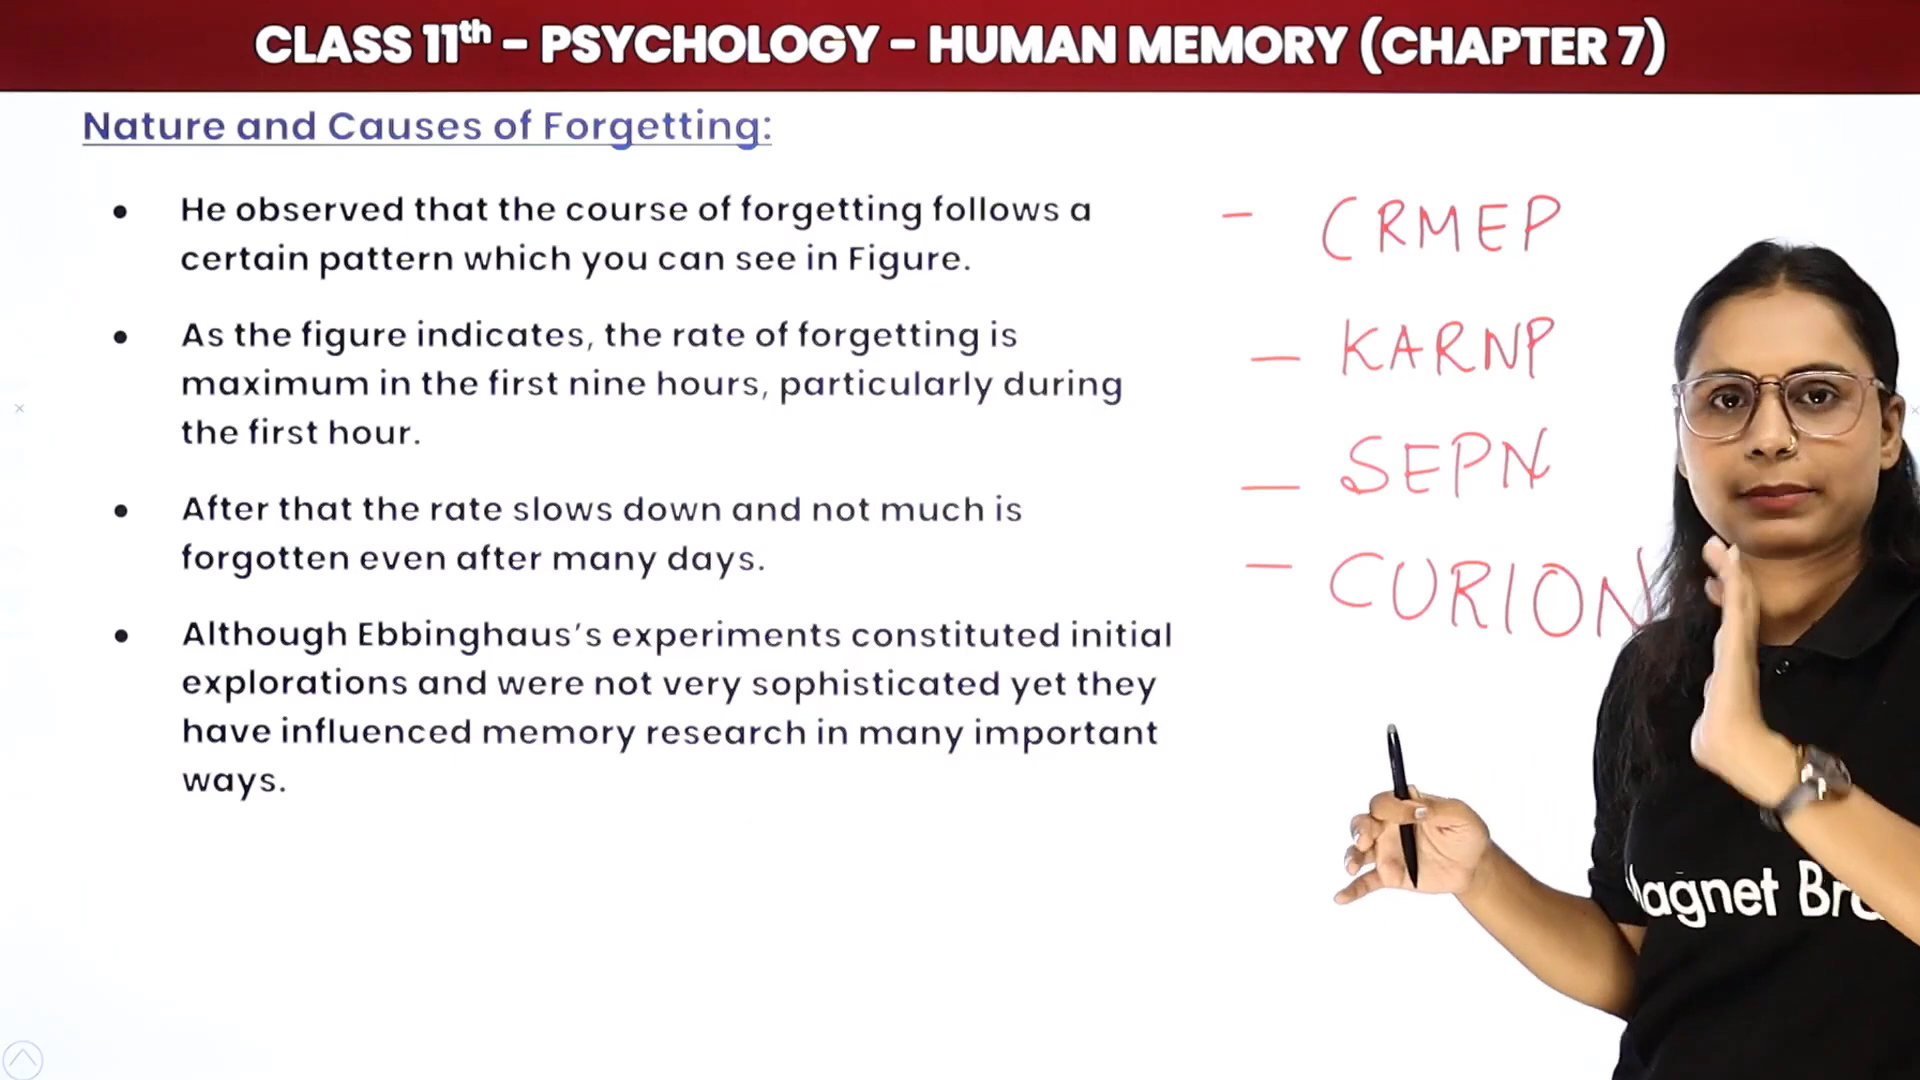 CLASS 11th - PSYCHOLOGY - HUMAN MEMORY (CHAPTER 7)
Nature and Causes of Forgetting:
• He observed that the course of forgetting follows a
certain pattern which you can see in Figure.
• As the figure indicates, the rate of forgetting is
maximum in the first nine hours, particularly during
the first hour.
• After that the rate slows down and not much is
forgotten even after many days.
• Although Ebbinghaus's experiments constituted initial
explorations and were not very sophisticated yet they
have influenced memory research in many important
ways.
- CRMEP
- KARNP
- SEPN
- CURION
Magnet Bra